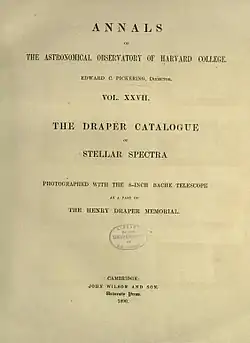 ANNALS
OF
THE ASTRONOMICAL OBSERVATORY OF HARVARD COLLEGE.
EDWARD C. PICKERING, DIRECTOR.
VOL. XXVII.
THE DRAPER CATALOGUE
OF
STELLAR SPECTRA
PHOTOGRAPHED WITH THE 8-INCH BACHE TELESCOPE
AS A PART OF
THE HENRY DRAPER MEMORIAL.
CAMBRIDGE:
JOHN WILSON AND SON.
University Press.
1890.